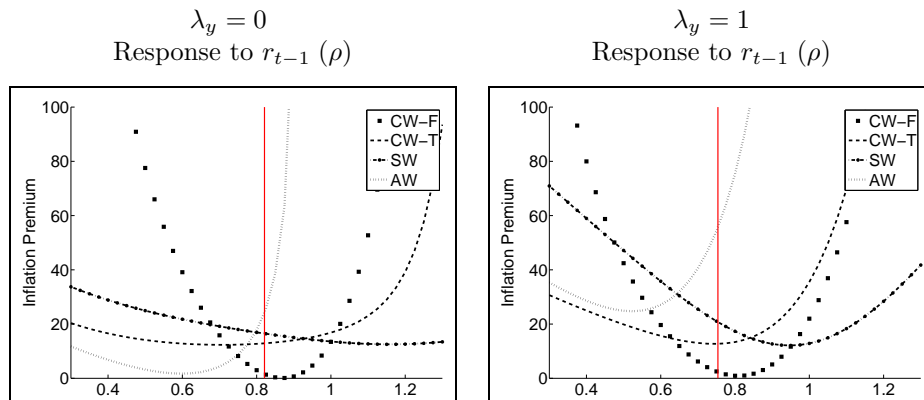 λ_y = 0
Response to r_{t−1} (ρ)
100
80
60
40
20
0
Inflation Premium
CW−F
CW−T
SW
AW
0.4 0.6 0.8 1 1.2
λ_y = 1
Response to r_{t−1} (ρ)
100
80
60
40
20
0
Inflation Premium
CW−F
CW−T
SW
AW
0.4 0.6 0.8 1 1.2